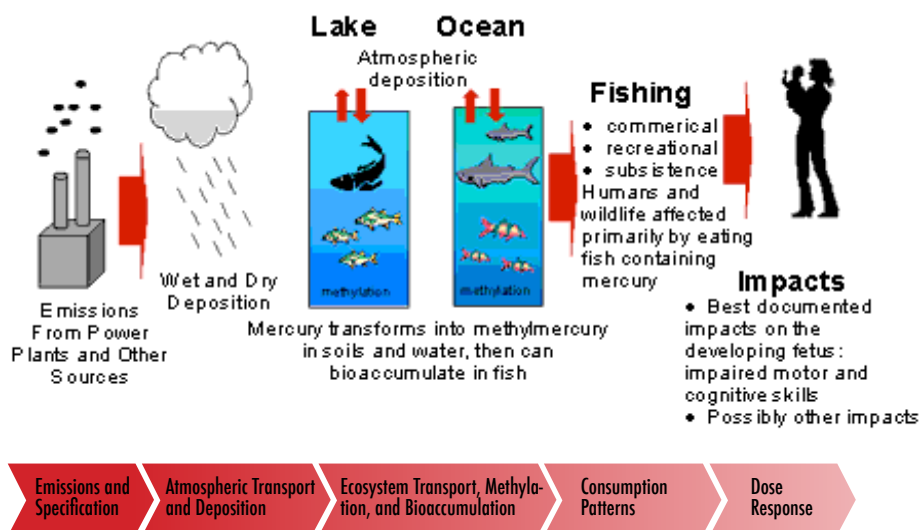 Lake
Ocean
Atmospheric
deposition
Emissions
From Power
Plants and Other
Sources
Wet and Dry
Deposition
methylation
methylation
Mercury transforms into methylmercury
in soils and water, then can
bioaccumulate in fish
Fishing
• commerical
• recreational
• subsistence
Humans and
wildlife affected
primarily by eating
fish containing
mercury
Impacts
• Best documented
impacts on the
developing fetus:
impaired motor and
cognitive skills
• Possibly other impacts
Emissions and
Specification
Atmospheric Transport
and Deposition
Ecosystem Transport, Methyla-
tion, and Bioaccumulation
Consumption
Patterns
Dose
Response